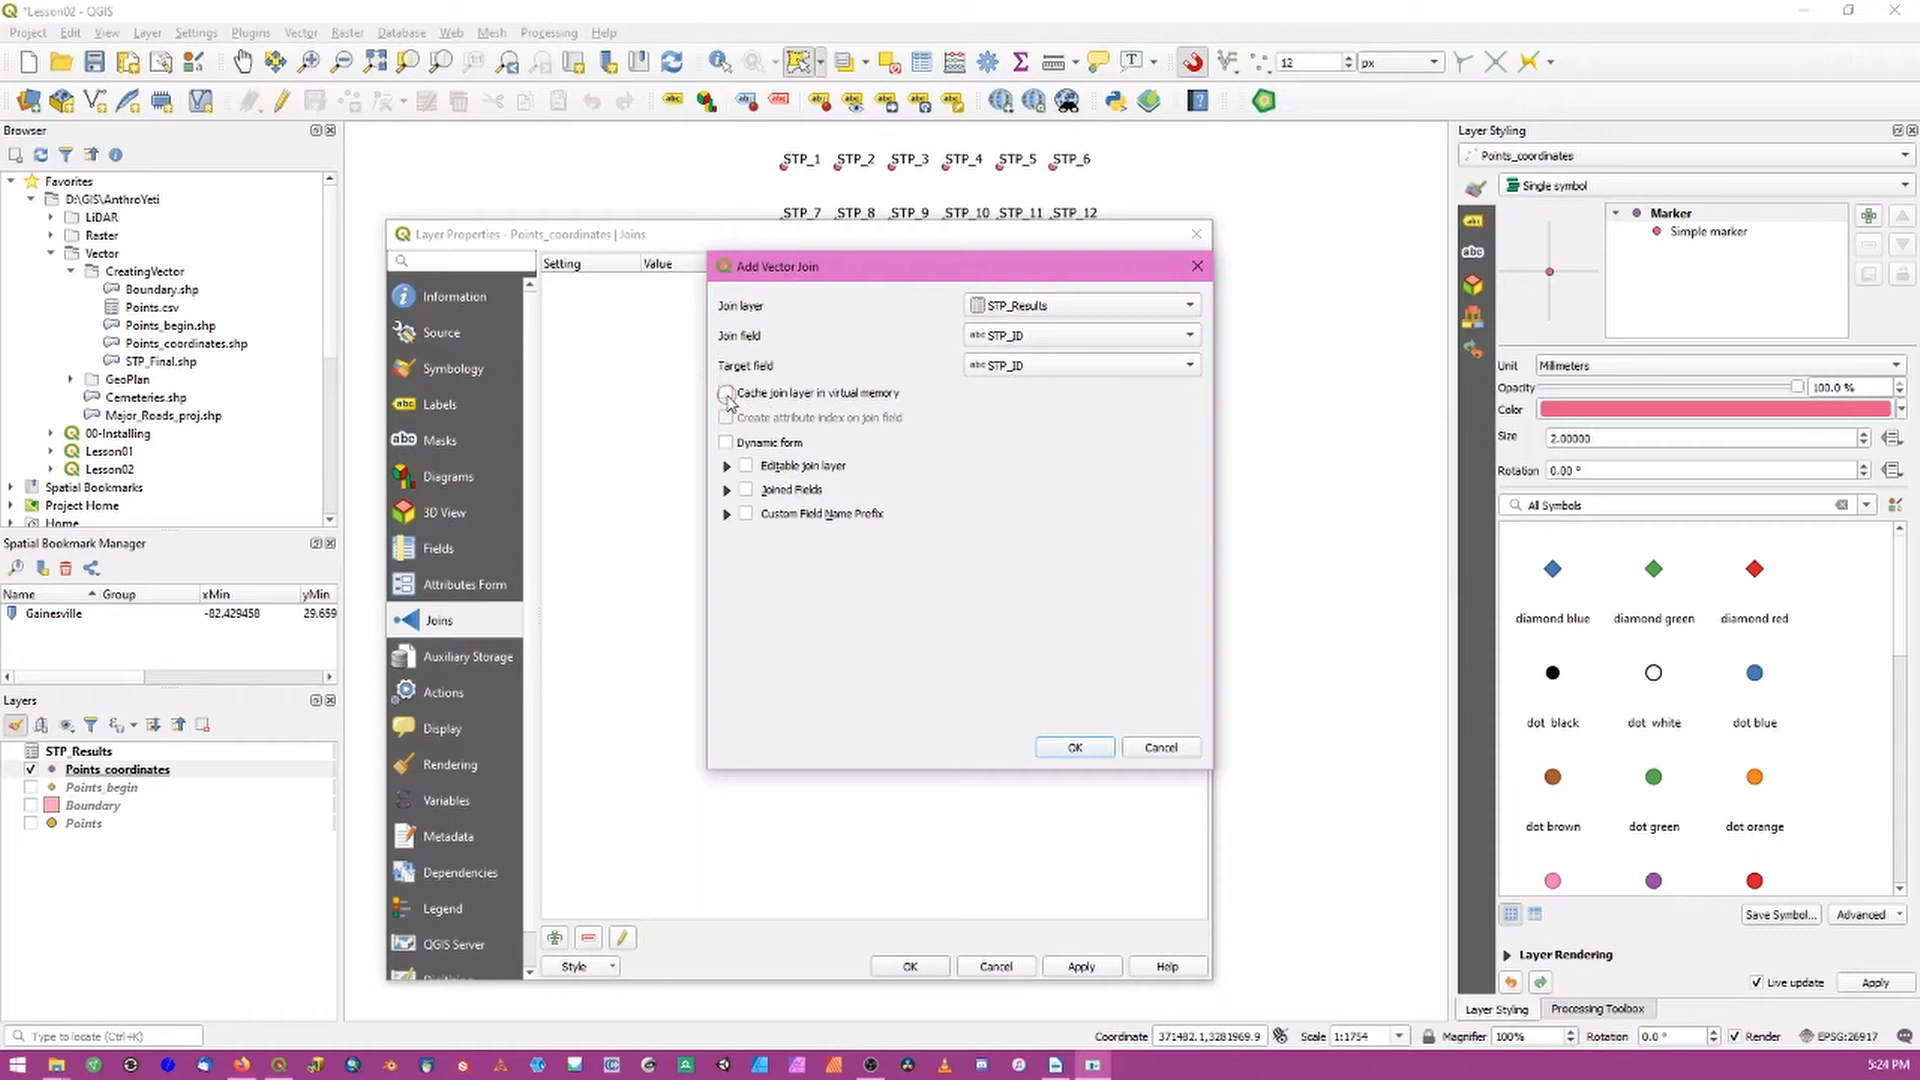 *Lesson02 - QGIS
Project Edit View Layer Settings Plugins Vector Raster Database Web Mesh Processing Help
12 px
Browser
Favorites
D:\GIS\AnthroYeti
LiDAR
Raster
Vector
CreatingVector
Boundary.shp
Points.csv
Points_begin.shp
Points_coordinates.shp
STP_Final.shp
GeoPlan
Cemeteries.shp
Major_Roads_proj.shp
00-Installing
Lesson01
Lesson02
Spatial Bookmarks
Project Home
Home
Spatial Bookmark Manager
Name Group xMin yMin
Gainesville -82.429458 29.659
Layers
STP_Results
Points_coordinates
Points_begin
Boundary
Points
STP_1 STP_2 STP_3 STP_4 STP_5 STP_6
STP_7 STP_8 STP_9 STP_10 STP_11 STP_12
Layer Properties - Points_coordinates | Joins
Setting Value
Information
Source
Symbology
abc Labels
abc Masks
Diagrams
3D View
Fields
Attributes Form
Joins
Auxiliary Storage
Actions
Display
Rendering
Variables
Metadata
Dependencies
Legend
QGIS Server
Style OK Cancel Apply Help
Add Vector Join
Join layer STP_Results
Join field abc STP_ID
Target field abc STP_ID
Cache join layer in virtual memory
Create attribute index on join field
Dynamic form
Editable join layer
Joined Fields
Custom Field Name Prefix
OK Cancel
Layer Styling
Points_coordinates
Single symbol
Marker
Simple marker
Unit Millimeters
Opacity 100.0 %
Color
Size 2.00000
Rotation 0.00 °
All Symbols
diamond blue diamond green diamond red
dot black dot white dot blue
dot brown dot green dot orange
Save Symbol... Advanced
Layer Rendering
Live update Apply
Layer Styling Processing Toolbox
Type to locate (Ctrl+K) Coordinate 371482.1,3281969.9 Scale 1:1754 Magnifier 100% Rotation 0.0 ° Render EPSG:26917
5:24 PM